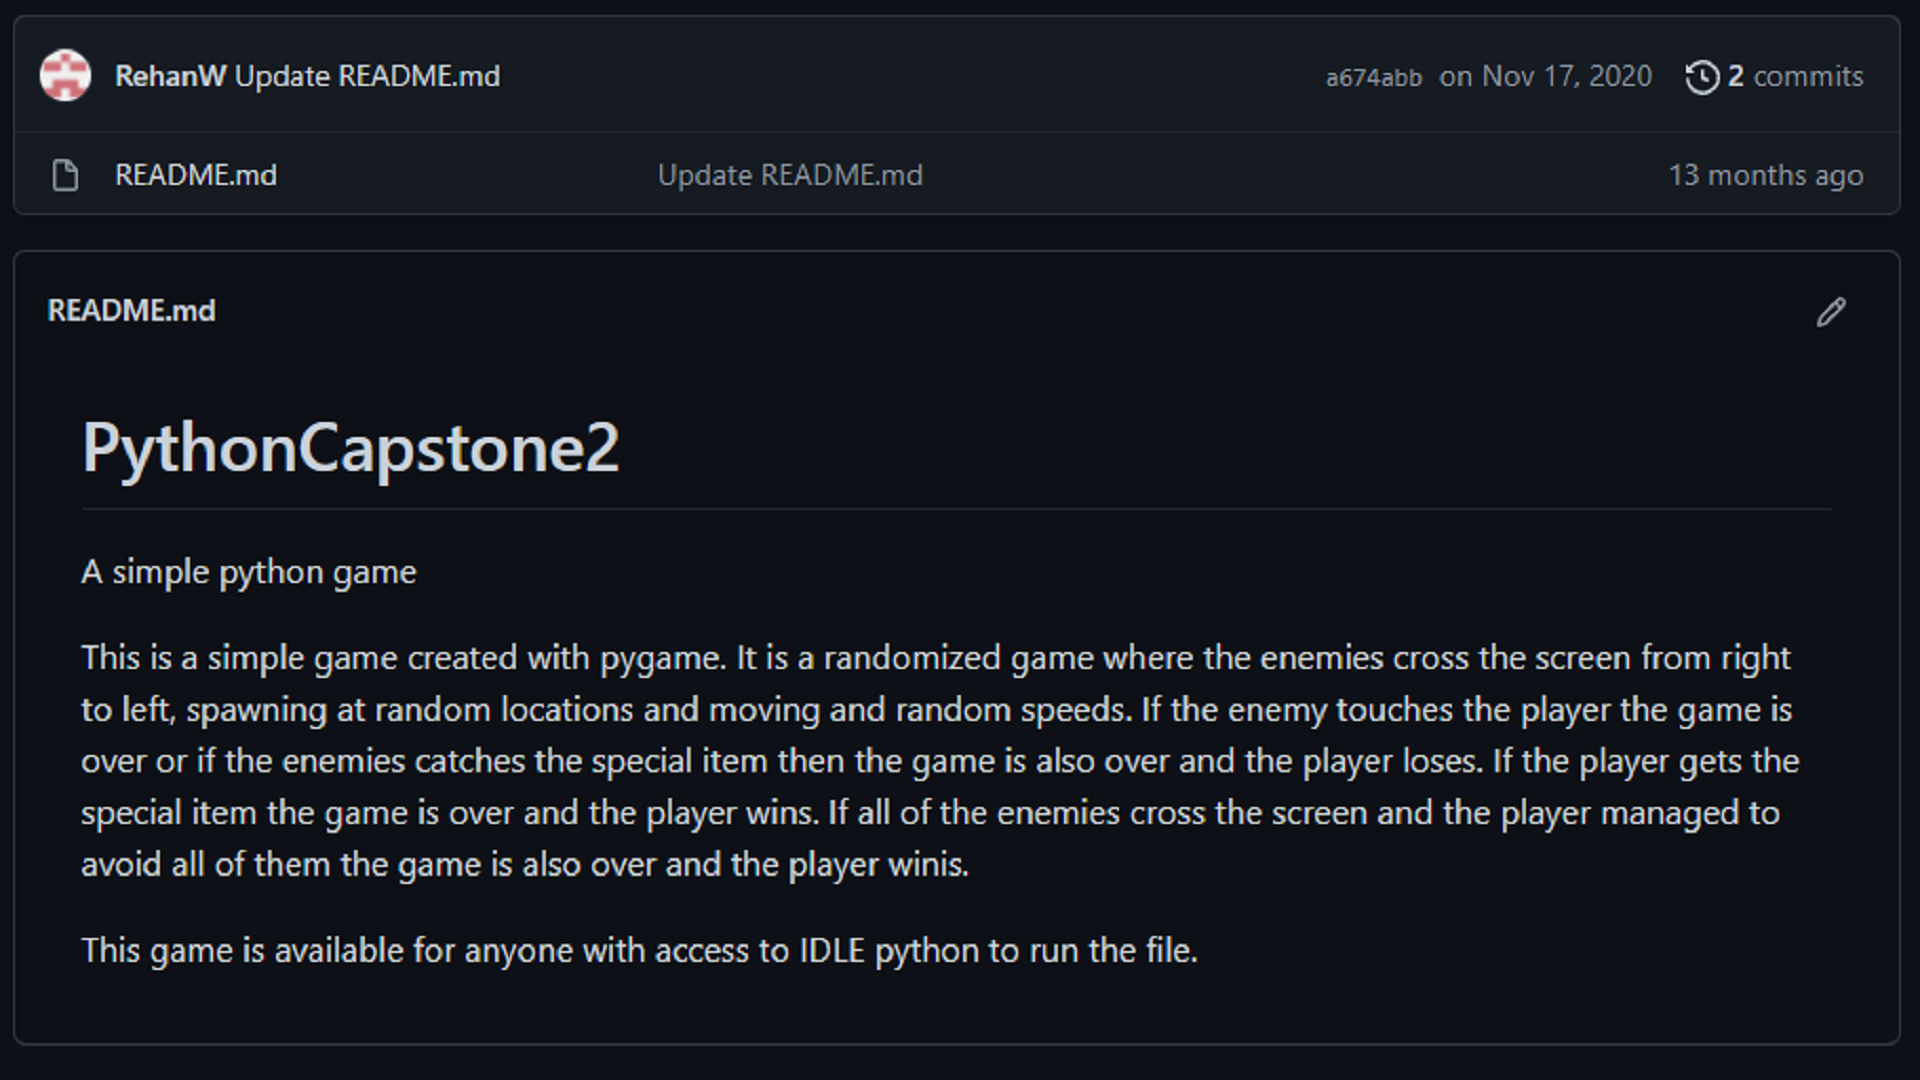 RehanW Update README.md a674abb on Nov 17, 2020 2 commits
README.md Update README.md 13 months ago
README.md
PythonCapstone2
A simple python game
This is a simple game created with pygame. It is a randomized game where the enemies cross the screen from right
to left, spawning at random locations and moving and random speeds. If the enemy touches the player the game is
over or if the enemies catches the special item then the game is also over and the player loses. If the player gets the
special item the game is over and the player wins. If all of the enemies cross the screen and the player managed to
avoid all of them the game is also over and the player winis.
This game is available for anyone with access to IDLE python to run the file.